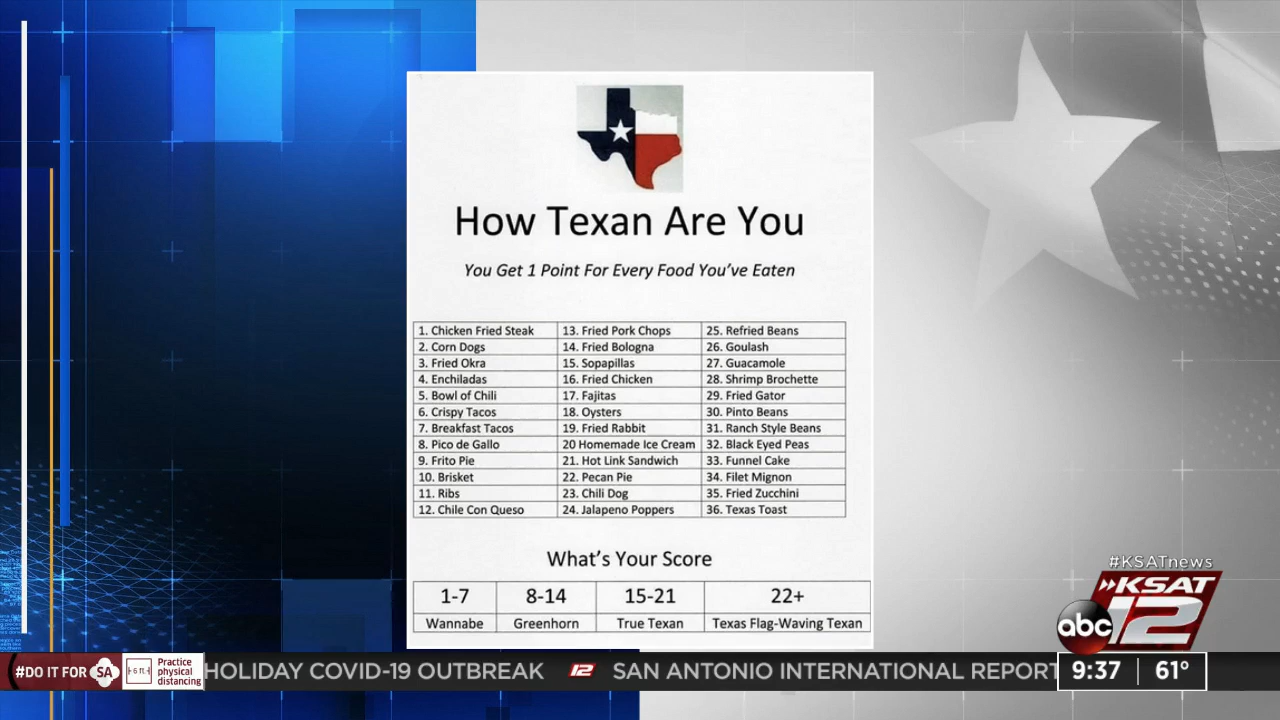 How Texan Are You
You Get 1 Point For Every Food You've Eaten
1. Chicken Fried Steak 13. Fried Pork Chops 25. Refried Beans
2. Corn Dogs 14. Fried Bologna 26. Goulash
3. Fried Okra 15. Sopapillas 27. Guacamole
4. Enchiladas 16. Fried Chicken 28. Shrimp Brochette
5. Bowl of Chili 17. Fajitas 29. Fried Gator
6. Crispy Tacos 18. Oysters 30. Pinto Beans
7. Breakfast Tacos 19. Fried Rabbit 31. Ranch Style Beans
8. Pico de Gallo 20 Homemade Ice Cream 32. Black Eyed Peas
9. Frito Pie 21. Hot Link Sandwich 33. Funnel Cake
10. Brisket 22. Pecan Pie 34. Filet Mignon
11. Ribs 23. Chili Dog 35. Fried Zucchini
12. Chile Con Queso 24. Jalapeno Poppers 36. Texas Toast
What's Your Score
1-7 8-14 15-21 22+
Wannabe Greenhorn True Texan Texas Flag-Waving Texan
#KSATnews
KSAT
abc 12
#DO IT FOR SA
6 ft
Practice
physical
distancing
HOLIDAY COVID-19 OUTBREAK 12 SAN ANTONIO INTERNATIONAL REPORT
9:37 61°